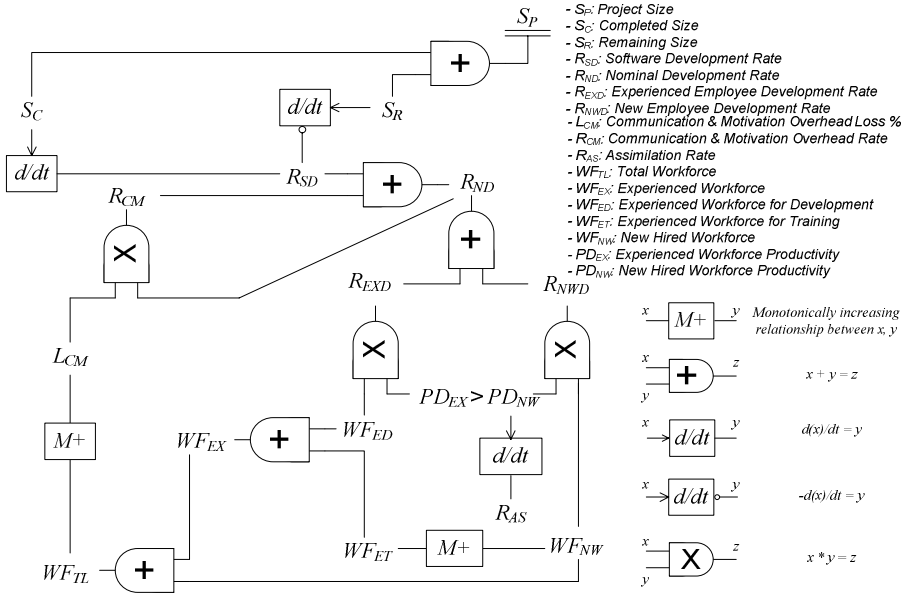 S_P
- S_P: Project Size
- S_C: Completed Size
- S_R: Remaining Size
- R_SD: Software Development Rate
- R_ND: Nominal Development Rate
- R_EXD: Experienced Employee Development Rate
- R_NWD: New Employee Development Rate
- L_CM: Communication & Motivation Overhead Loss %
- R_CM: Communication & Motivation Overhead Rate
- R_AS: Assimilation Rate
- WF_TL: Total Workforce
- WF_EX: Experienced Workforce
- WF_ED: Experienced Workforce for Development
- WF_ET: Experienced Workforce for Training
- WF_NW: New Hired Workforce
- PD_EX: Experienced Workforce Productivity
- PD_NW: New Hired Workforce Productivity
+
S_C
d/dt
S_R
d/dt
R_SD
+
R_ND
R_CM
X
+
R_EXD
R_NWD
X
X
L_CM
PD_EX > PD_NW
M+
WF_EX
+
WF_ED
d/dt
R_AS
WF_TL
+
WF_ET
M+
WF_NW
x
M+
y
Monotonically increasing
relationship between x, y
x
y
+
z
x + y = z
x
d/dt
y
d(x)/dt = y
x
d/dt
y
-d(x)/dt = y
x
y
X
z
x * y = z